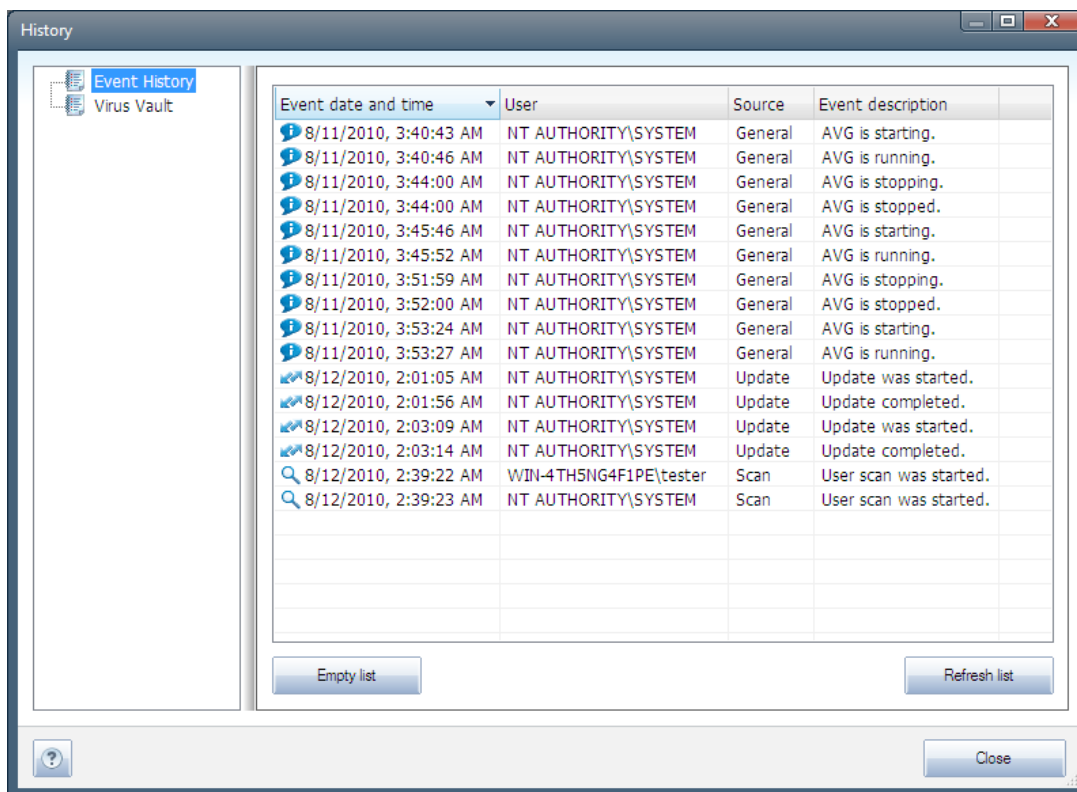 History
Event History
Virus Vault
Event date and time User Source Event description
8/11/2010, 3:40:43 AM NT AUTHORITY\SYSTEM General AVG is starting.
8/11/2010, 3:40:46 AM NT AUTHORITY\SYSTEM General AVG is running.
8/11/2010, 3:44:00 AM NT AUTHORITY\SYSTEM General AVG is stopping.
8/11/2010, 3:44:00 AM NT AUTHORITY\SYSTEM General AVG is stopped.
8/11/2010, 3:45:46 AM NT AUTHORITY\SYSTEM General AVG is starting.
8/11/2010, 3:45:52 AM NT AUTHORITY\SYSTEM General AVG is running.
8/11/2010, 3:51:59 AM NT AUTHORITY\SYSTEM General AVG is stopping.
8/11/2010, 3:52:00 AM NT AUTHORITY\SYSTEM General AVG is stopped.
8/11/2010, 3:53:24 AM NT AUTHORITY\SYSTEM General AVG is starting.
8/11/2010, 3:53:27 AM NT AUTHORITY\SYSTEM General AVG is running.
8/12/2010, 2:01:05 AM NT AUTHORITY\SYSTEM Update Update was started.
8/12/2010, 2:01:56 AM NT AUTHORITY\SYSTEM Update Update completed.
8/12/2010, 2:03:09 AM NT AUTHORITY\SYSTEM Update Update was started.
8/12/2010, 2:03:14 AM NT AUTHORITY\SYSTEM Update Update completed.
8/12/2010, 2:39:22 AM WIN-4TH5NG4F1PE\tester Scan User scan was started.
8/12/2010, 2:39:23 AM NT AUTHORITY\SYSTEM Scan User scan was started.
Empty list Refresh list
? Close